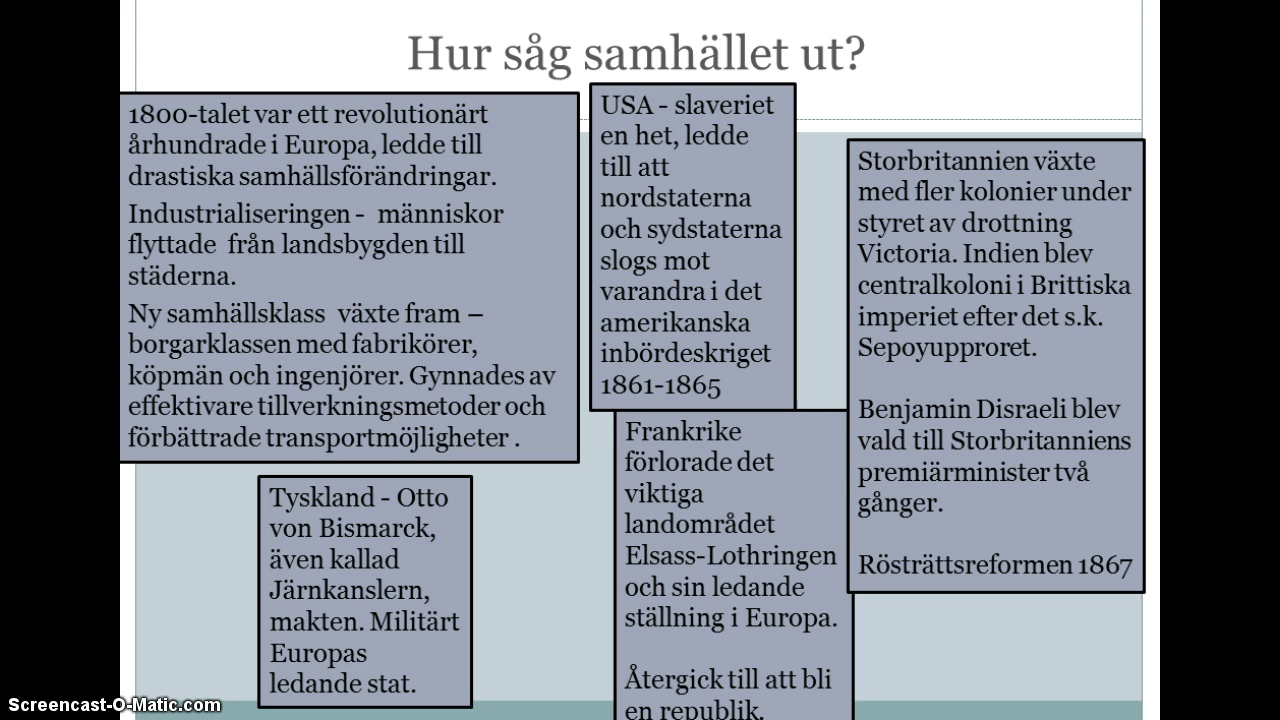 Hur såg samhället ut?
1800-talet var ett revolutionärt
århundrade i Europa, ledde till
drastiska samhällsförändringar.
Industrialiseringen - människor
flyttade från landsbygden till
städerna.
Ny samhällsklass växte fram –
borgarklassen med fabrikörer,
köpmän och ingenjörer. Gynnades av
effektivare tillverkningsmetoder och
förbättrade transportmöjligheter .
USA - slaveriet
en het, ledde
till att
nordstaterna
och sydstaterna
slogs mot
varandra i det
amerikanska
inbördeskriget
1861-1865
Storbritannien växte
med fler kolonier under
styret av drottning
Victoria. Indien blev
centralkoloni i Brittiska
imperiet efter det s.k.
Sepoyupproret.
Benjamin Disraeli blev
vald till Storbritanniens
premiärminister två
gånger.
Rösträttsreformen 1867
Tyskland - Otto
von Bismarck,
även kallad
Järnkanslern,
makten. Militärt
Europas
ledande stat.
Frankrike
förlorade det
viktiga
landområdet
Elsass-Lothringen
och sin ledande
ställning i Europa.
Återgick till att bli
en republik.
Screencast-O-Matic.com